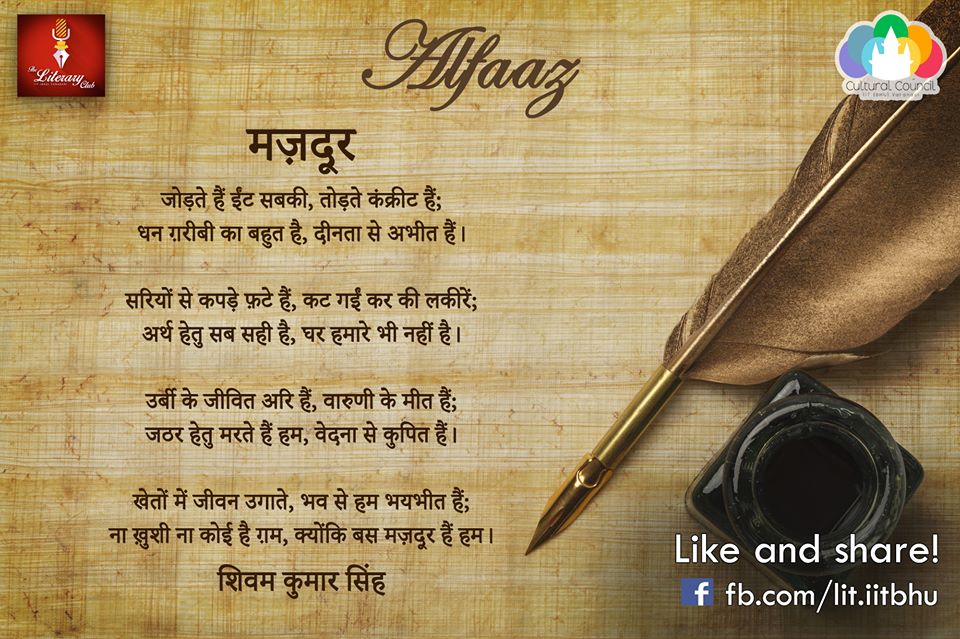 The
Literary
Club
Alfaaz
Cultural Council
मज़दूर
जोड़ते हैं ईंट सबकी, तोड़ते कंक्रीट हैं;
धन ग़रीबी का बहुत है, दीनता से अभीत हैं।
सरियों से कपड़े फ़टे हैं, कट गईं कर की लकीरें;
अर्थ हेतु सब सही है, घर हमारे भी नहीं है।
उर्बी के जीवित अरि हैं, वारुणी के मीत हैं;
जठर हेतु मरते हैं हम, वेदना से कुपित हैं।
खेतों में जीवन उगाते, भव से हम भयभीत हैं;
ना ख़ुशी ना कोई है ग़म, क्योंकि बस मज़दूर हैं हम।
शिवम कुमार सिंह
Like and share!
f fb.com/lit.iitbhu